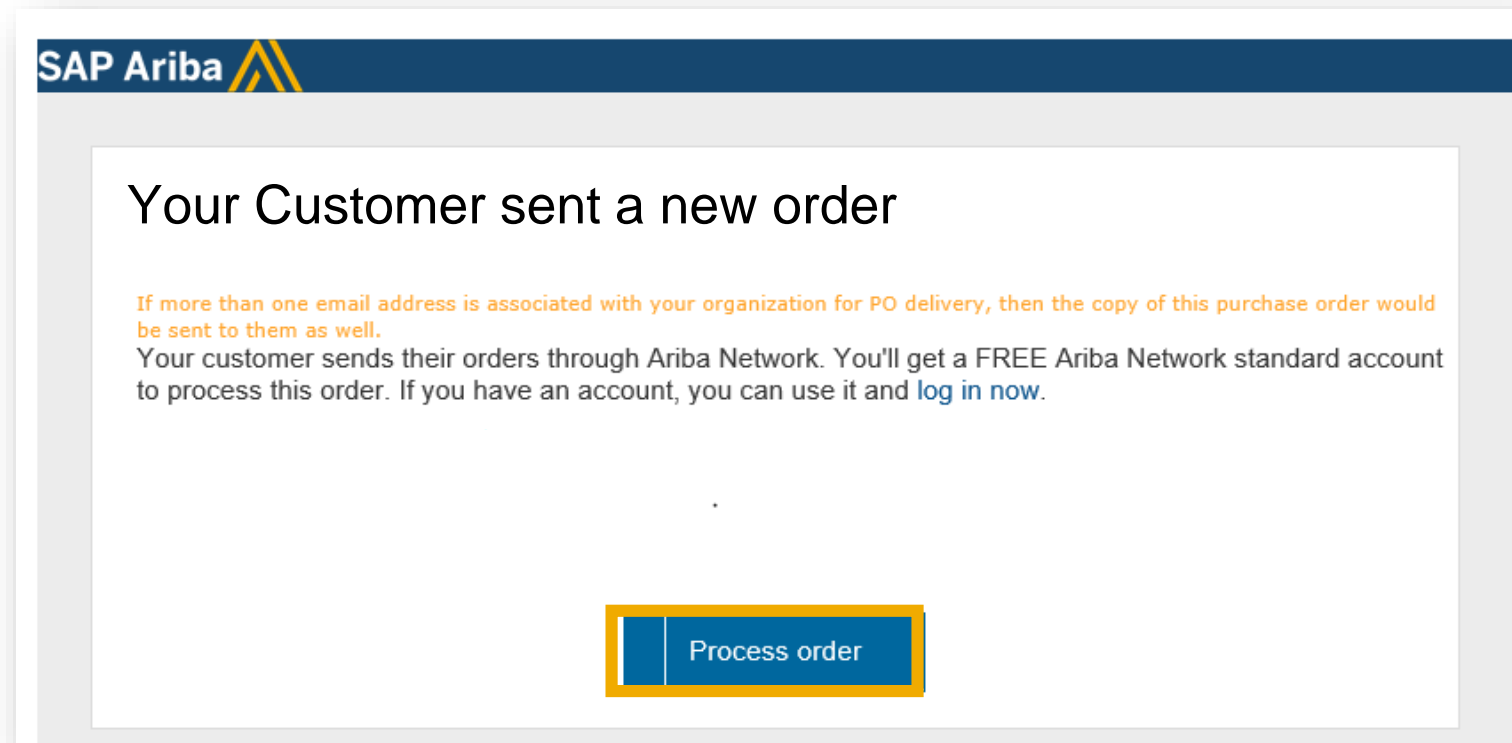 SAP Ariba
Your Customer sent a new order
If more than one email address is associated with your organization for PO delivery, then the copy of this purchase order would
be sent to them as well.
Your customer sends their orders through Ariba Network. You'll get a FREE Ariba Network standard account
to process this order. If you have an account, you can use it and log in now.
.
Process order